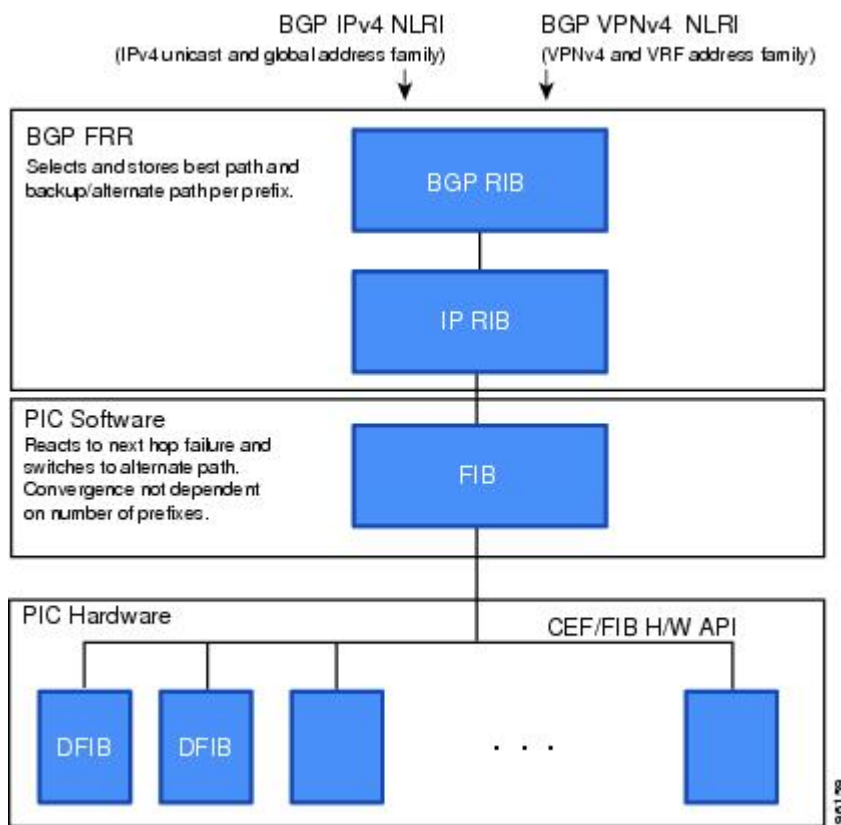 BGP IPv4 NLRI
(IPv4 unicast and global address family)
BGP VPNv4 NLRI
(VPNv4 and VRF address family)
BGP FRR
Selects and stores best path and
backup/alternate path per prefix.
BGP RIB
IP RIB
PIC Software
Reacts to next hop failure and
switches to alternate path.
Convergence not dependent
on number of prefixes.
FIB
PIC Hardware
CEF/FIB H/W API
DFIB
DFIB
. . .